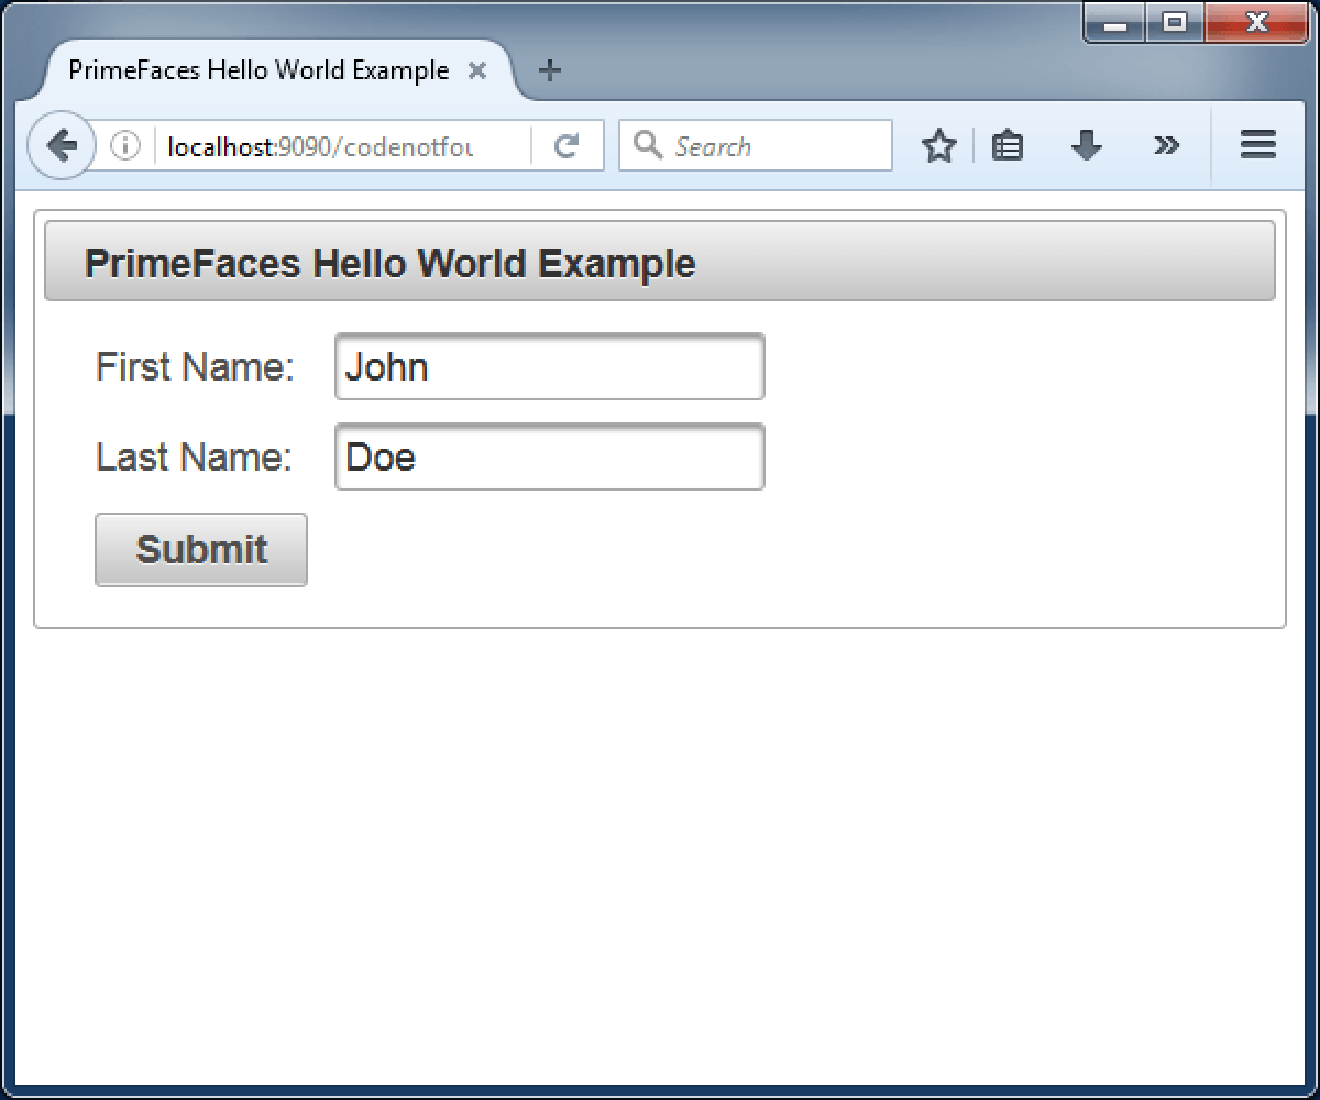 PrimeFaces Hello World Example
localhost:9090/codenotfou
Search
PrimeFaces Hello World Example
First Name: John
Last Name: Doe
Submit